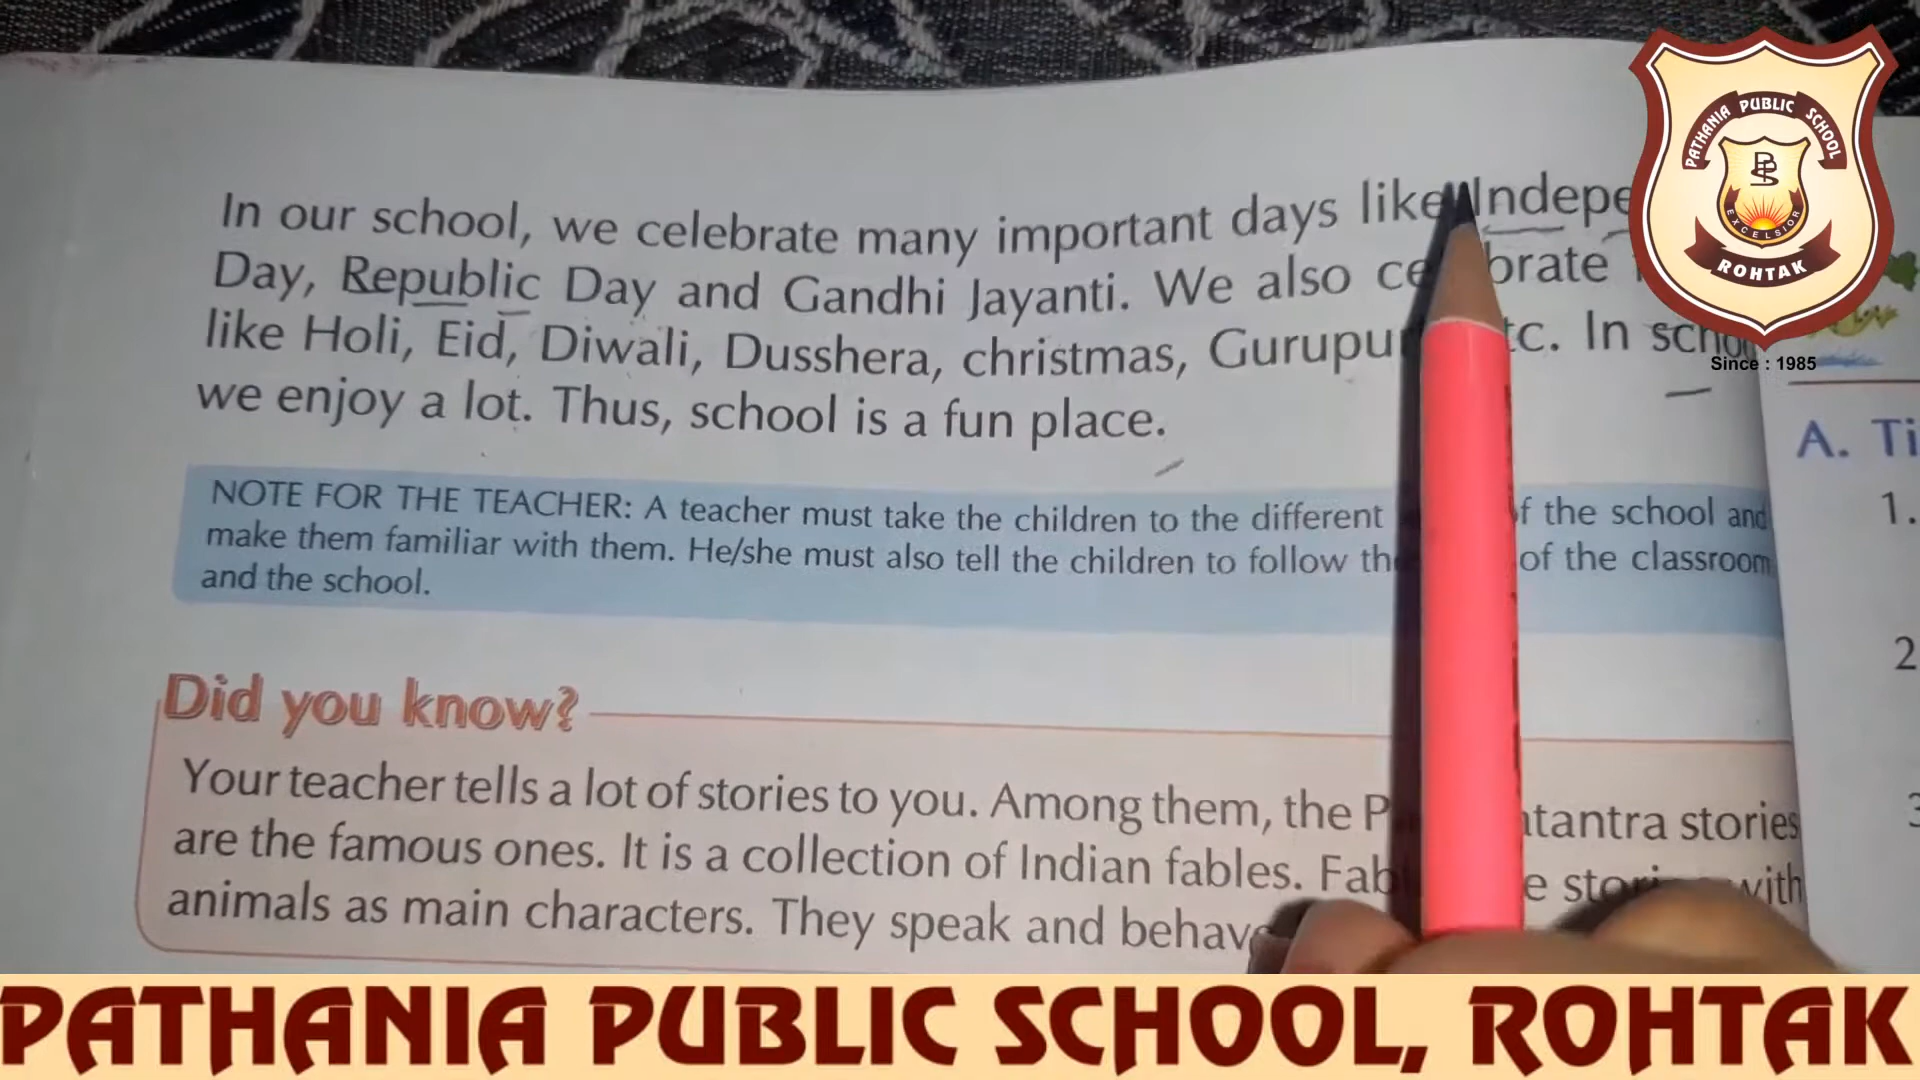 In our school, we celebrate many important days like Indepe
Day, Republic Day and Gandhi Jayanti. We also ce brate
like Holi, Eid, Diwali, Dusshera, christmas, Gurupu tc. In scho
we enjoy a lot. Thus, school is a fun place.
NOTE FOR THE TEACHER: A teacher must take the children to the different f the school and
make them familiar with them. He/she must also tell the children to follow th of the classroom
and the school.
Did you know?
Your teacher tells a lot of stories to you. Among them, the P tantra stories
are the famous ones. It is a collection of Indian fables. Fab e stories with
animals as main characters. They speak and behave
A. Ti
1.
2
3
PATHANIA PUBLIC SCHOOL
PPS
EXCELSIOR
ROHTAK
Since : 1985
PATHANIA PUBLIC SCHOOL, ROHTAK